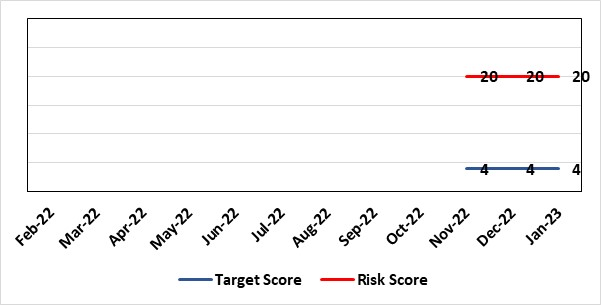 20 20 20
4 4 4
Feb-22 Mar-22 Apr-22 May-22 Jun-22 Jul-22 Aug-22 Sep-22 Oct-22 Nov-22 Dec-22 Jan-23
Target Score Risk Score